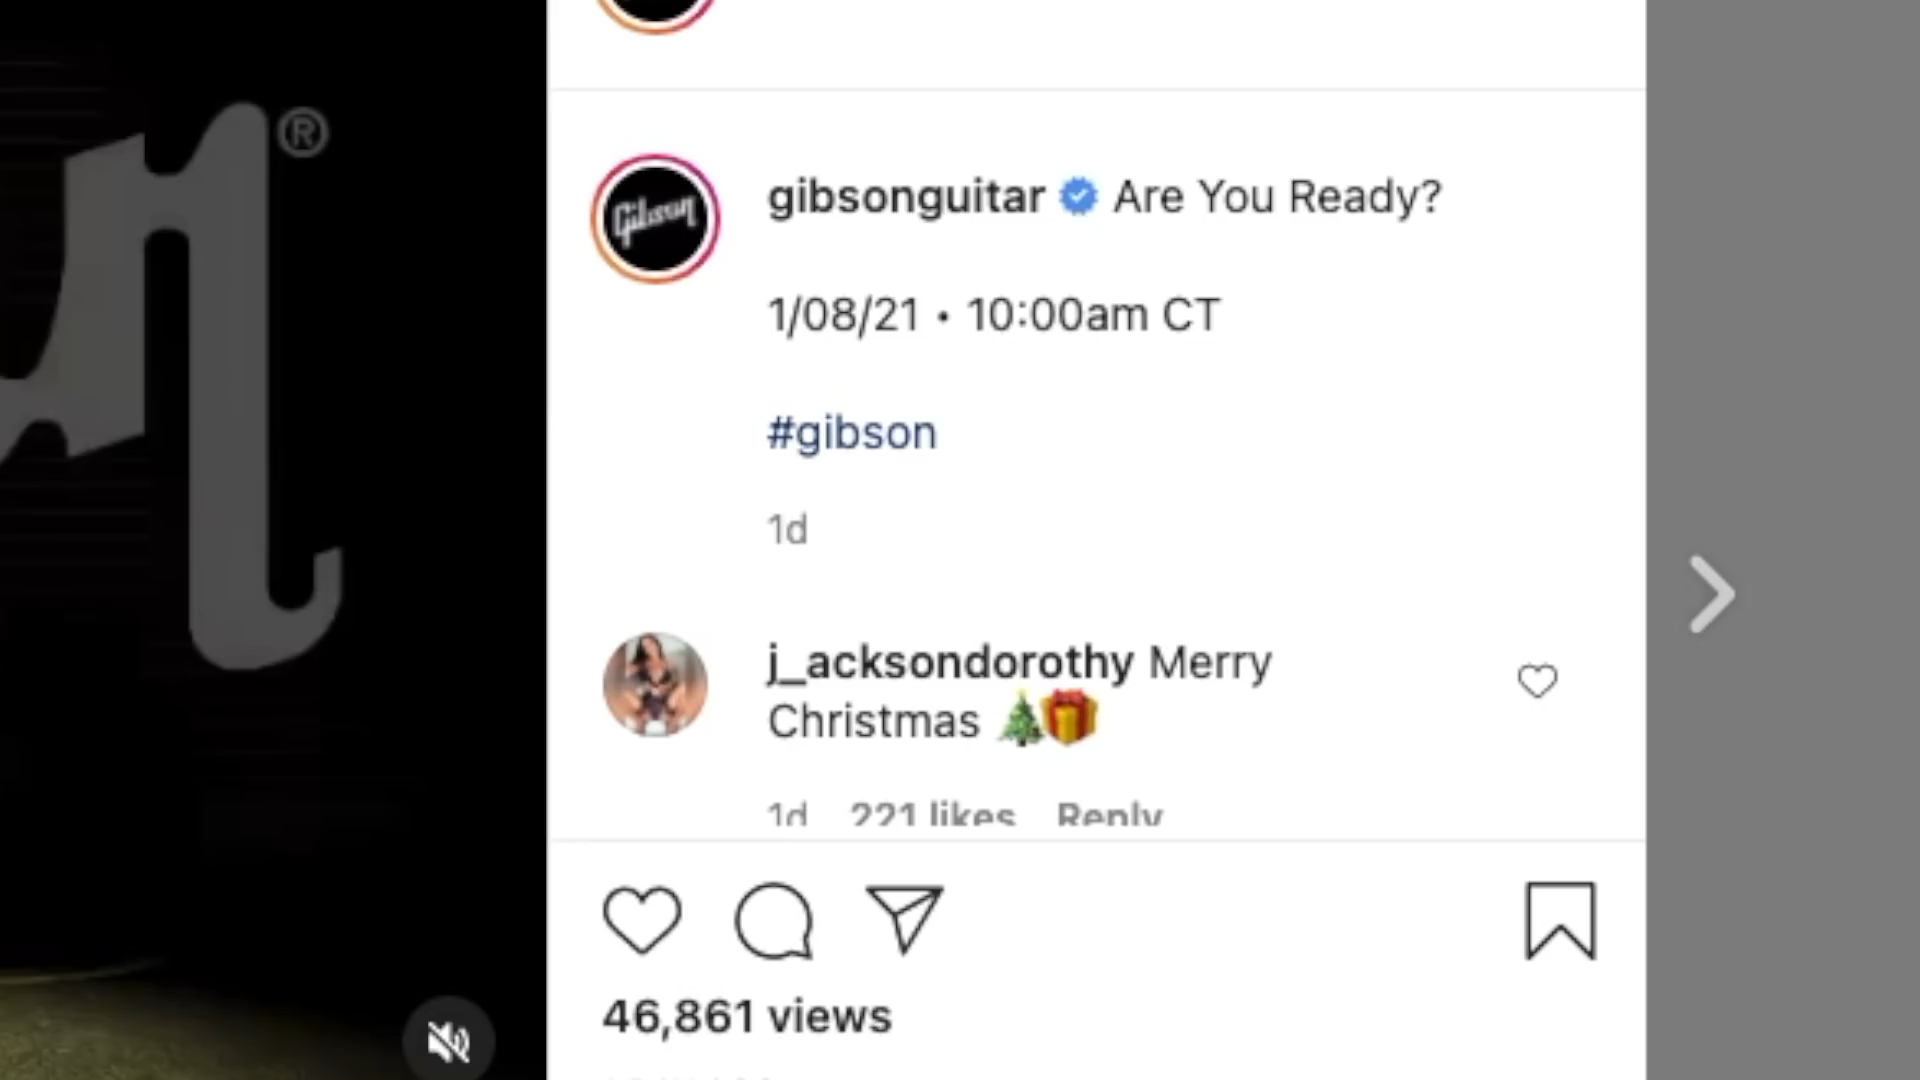 ®
gibsonguitar Are You Ready?
Gibson
1/08/21 • 10:00am CT
#gibson
1d
j_acksondorothy Merry
Christmas 🎄🎁
1d 221 likes Reply
46,861 views